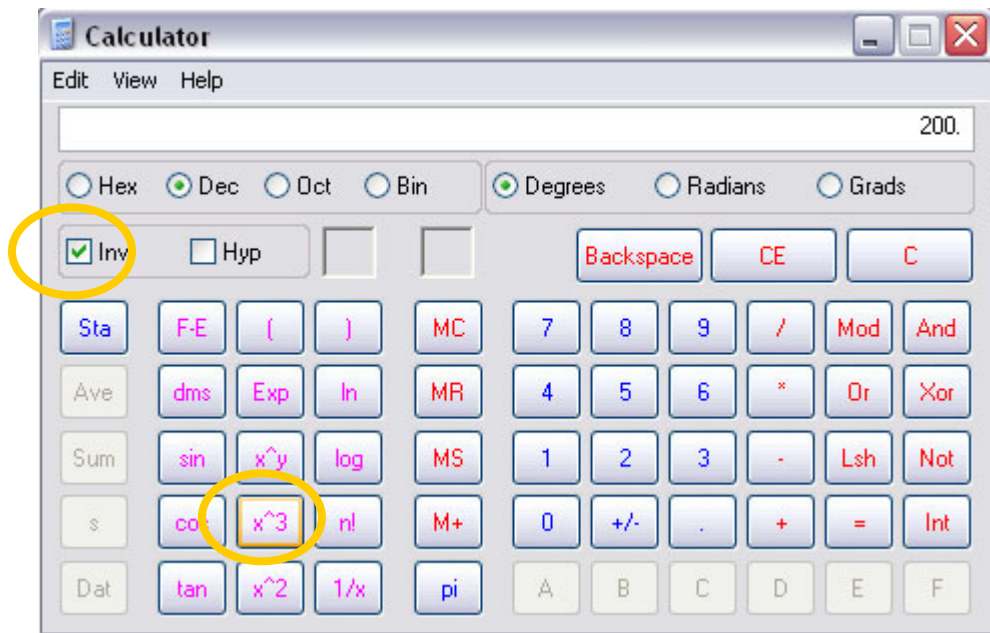 Calculator
Edit View Help
200.
Hex Dec Oct Bin Degrees Radians Grads
Inv Hyp Backspace CE C
Sta F-E ( ) MC 7 8 9 / Mod And
Ave dms Exp ln MR 4 5 6 * Or Xor
Sum sin x^y log MS 1 2 3 - Lsh Not
s cos x^3 n! M+ 0 +/- . + = Int
Dat tan x^2 1/x pi A B C D E F